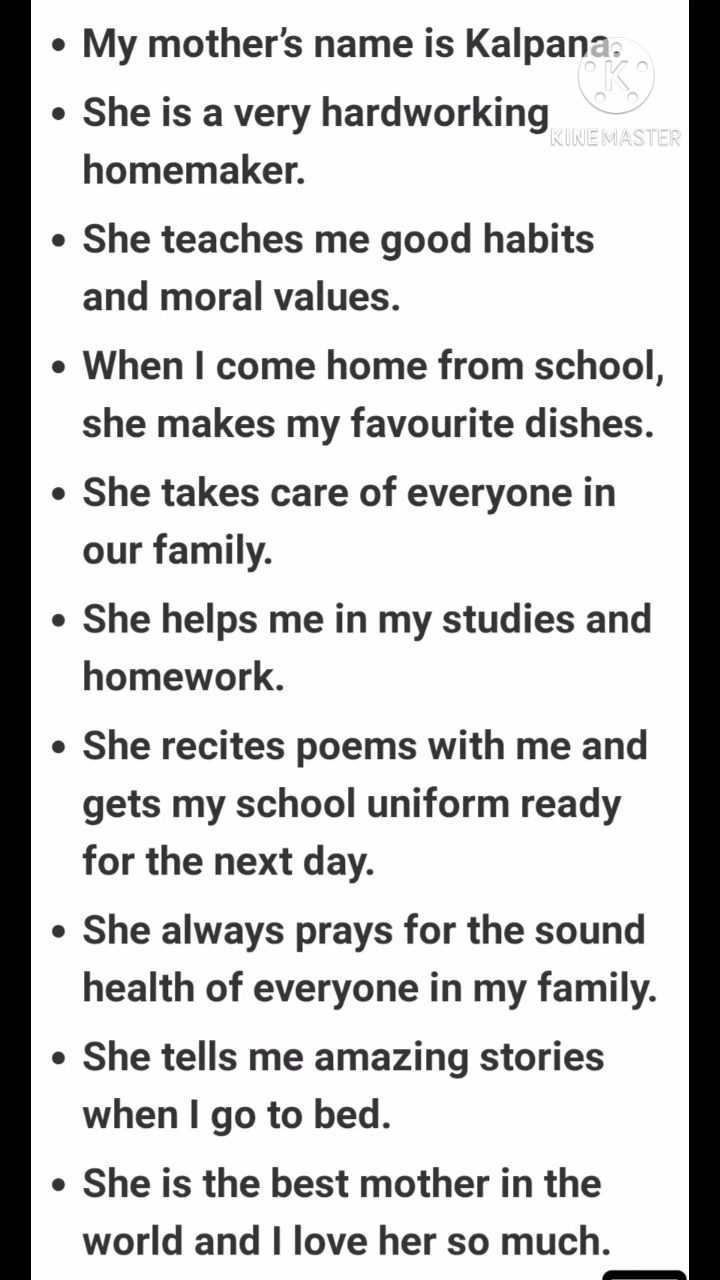 • My mother’s name is Kalpana.
K
KINEMASTER
• She is a very hardworking
homemaker.
• She teaches me good habits
and moral values.
• When I come home from school,
she makes my favourite dishes.
• She takes care of everyone in
our family.
• She helps me in my studies and
homework.
• She recites poems with me and
gets my school uniform ready
for the next day.
• She always prays for the sound
health of everyone in my family.
• She tells me amazing stories
when I go to bed.
• She is the best mother in the
world and I love her so much.